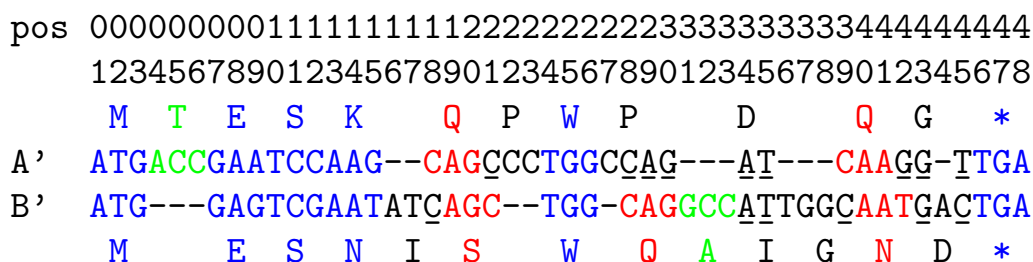 pos 000000000111111111122222222223333333333444444444
123456789012345678901234567890123456789012345678
M T E S K Q P W P D Q G *
A’ ATGACCGAATCCAAG--CAGCCCTGGCCAG---AT---CAAGG-TTGA
B’ ATG---GAGTCGAATATCAGC--TGG-CAGGCCATTGGCAATGACTGA
M E S N I S W Q A I G N D *